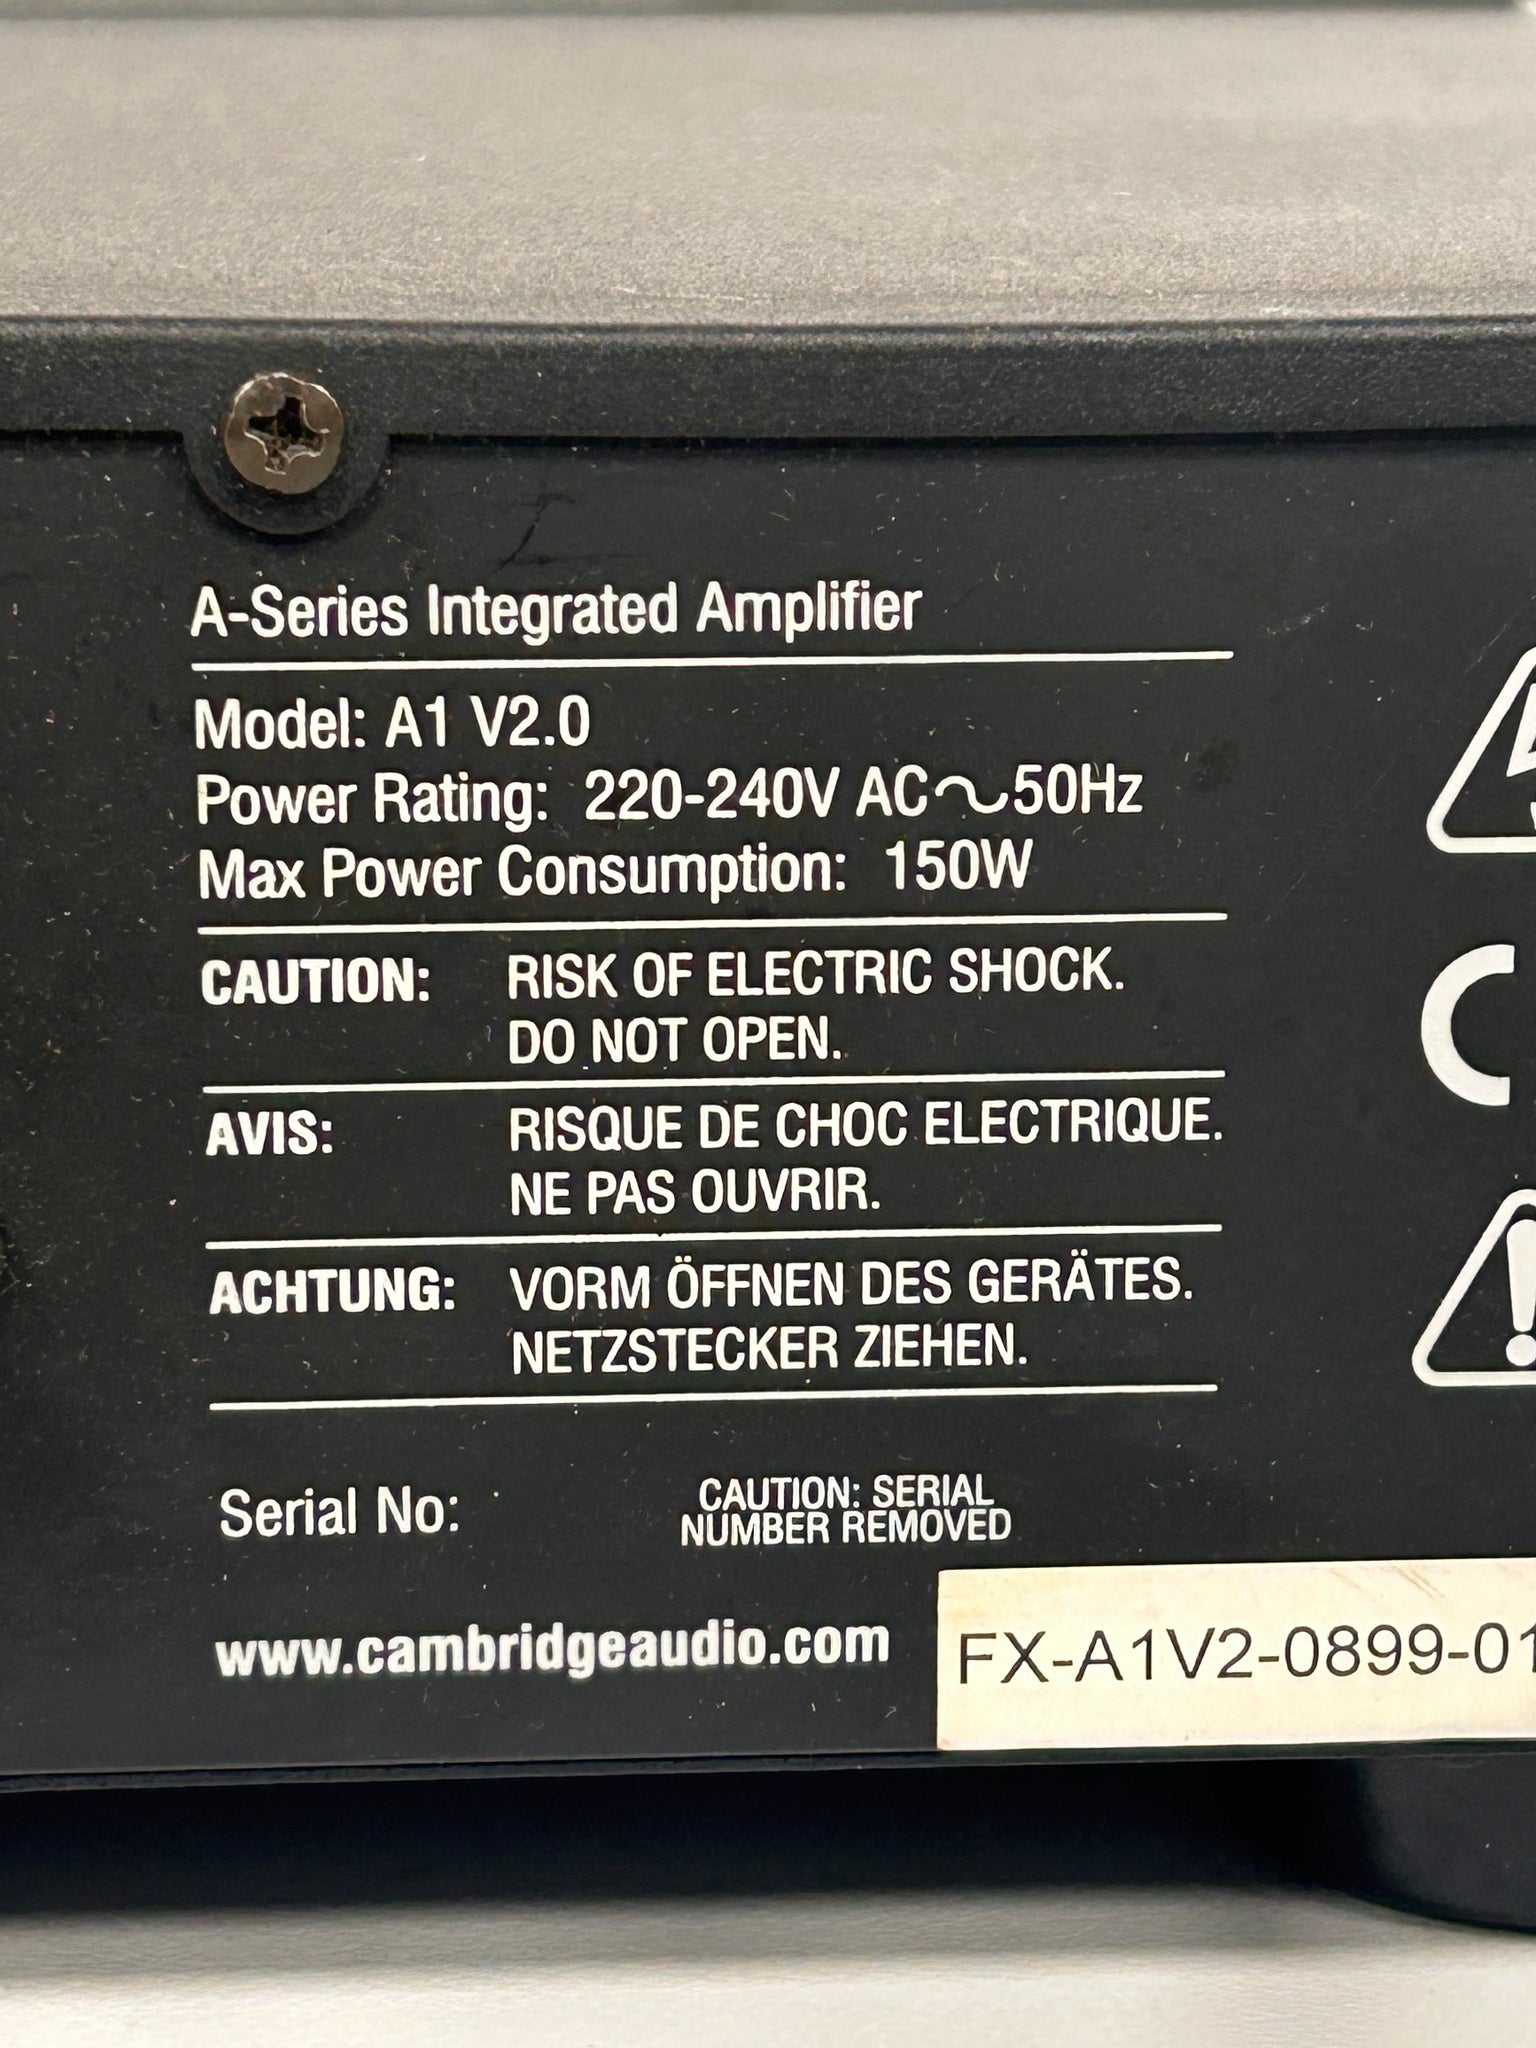 A-Series Integrated Amplifier
Model: A1 V2.0
Power Rating: 220-240V AC～50Hz
Max Power Consumption: 150W
CAUTION: RISK OF ELECTRIC SHOCK.
DO NOT OPEN.
AVIS: RISQUE DE CHOC ELECTRIQUE.
NE PAS OUVRIR.
ACHTUNG: VORM ÖFFNEN DES GERÄTES.
NETZSTECKER ZIEHEN.
Serial No:
CAUTION: SERIAL
NUMBER REMOVED
www.cambridgeaudio.com
FX-A1V2-0899-01